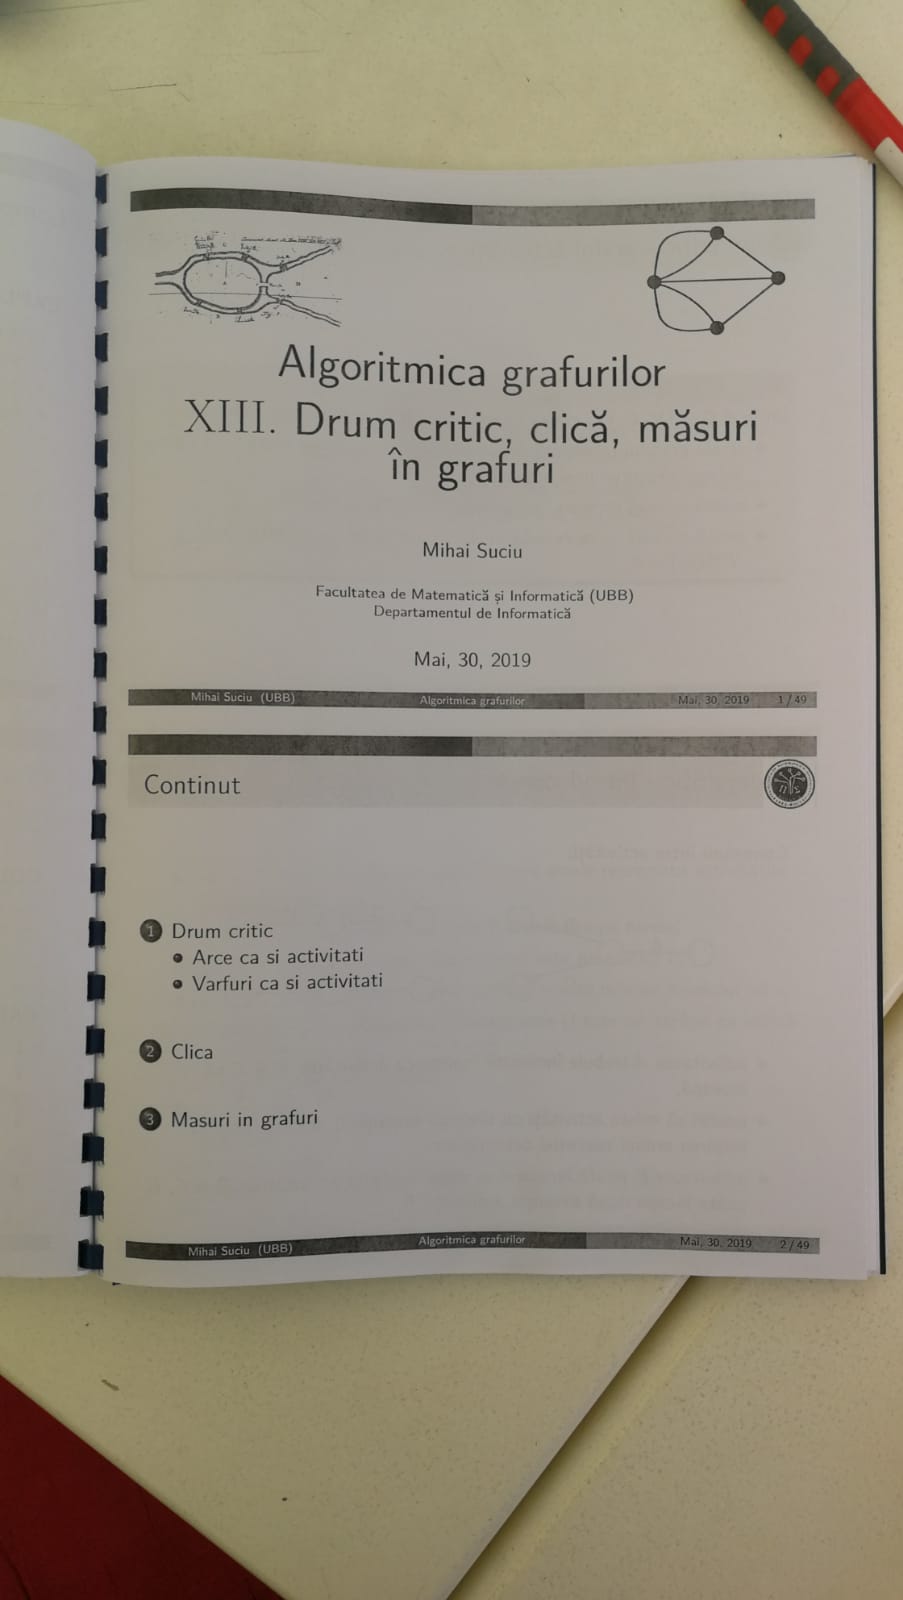 Algoritmica grafurilor
XIII. Drum critic, clică, măsuri
în grafuri
Mihai Suciu
Facultatea de Matematică și Informatică (UBB)
Departamentul de Informatică
Mai, 30, 2019
Mihai Suciu (UBB) Algoritmica grafurilor Mai, 30, 2019 1 / 49
Continut
1 Drum critic
• Arce ca si activitati
• Varfuri ca si activitati
2 Clica
3 Masuri in grafuri
Mihai Suciu (UBB) Algoritmica grafurilor Mai, 30, 2019 2 / 49